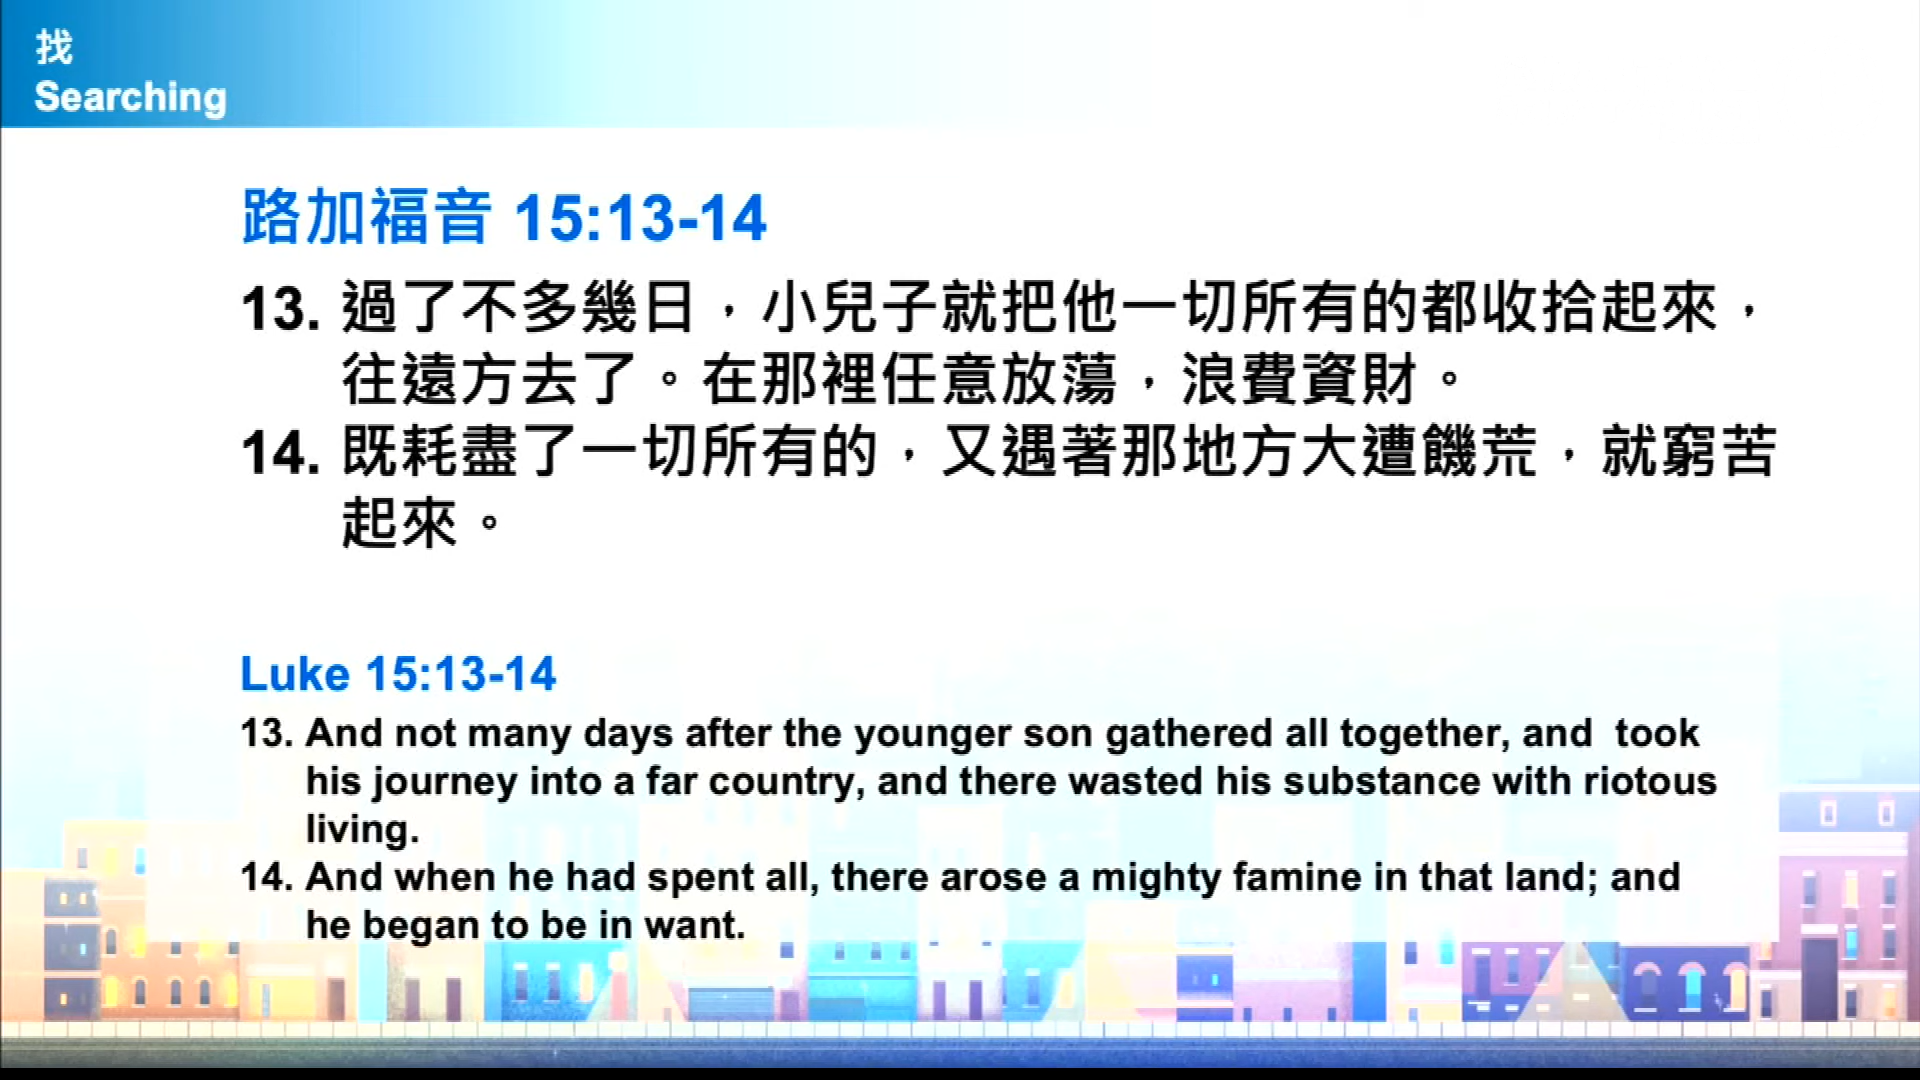 找
Searching
路加福音 15:13-14
13. 過了不多幾日，小兒子就把他一切所有的都收拾起來，
往遠方去了。在那裡任意放蕩，浪費資財。
14. 既耗盡了一切所有的，又遇著那地方大遭饑荒，就窮苦
起來。
Luke 15:13-14
13. And not many days after the younger son gathered all together, and took
his journey into a far country, and there wasted his substance with riotous
living.
14. And when he had spent all, there arose a mighty famine in that land; and
he began to be in want.